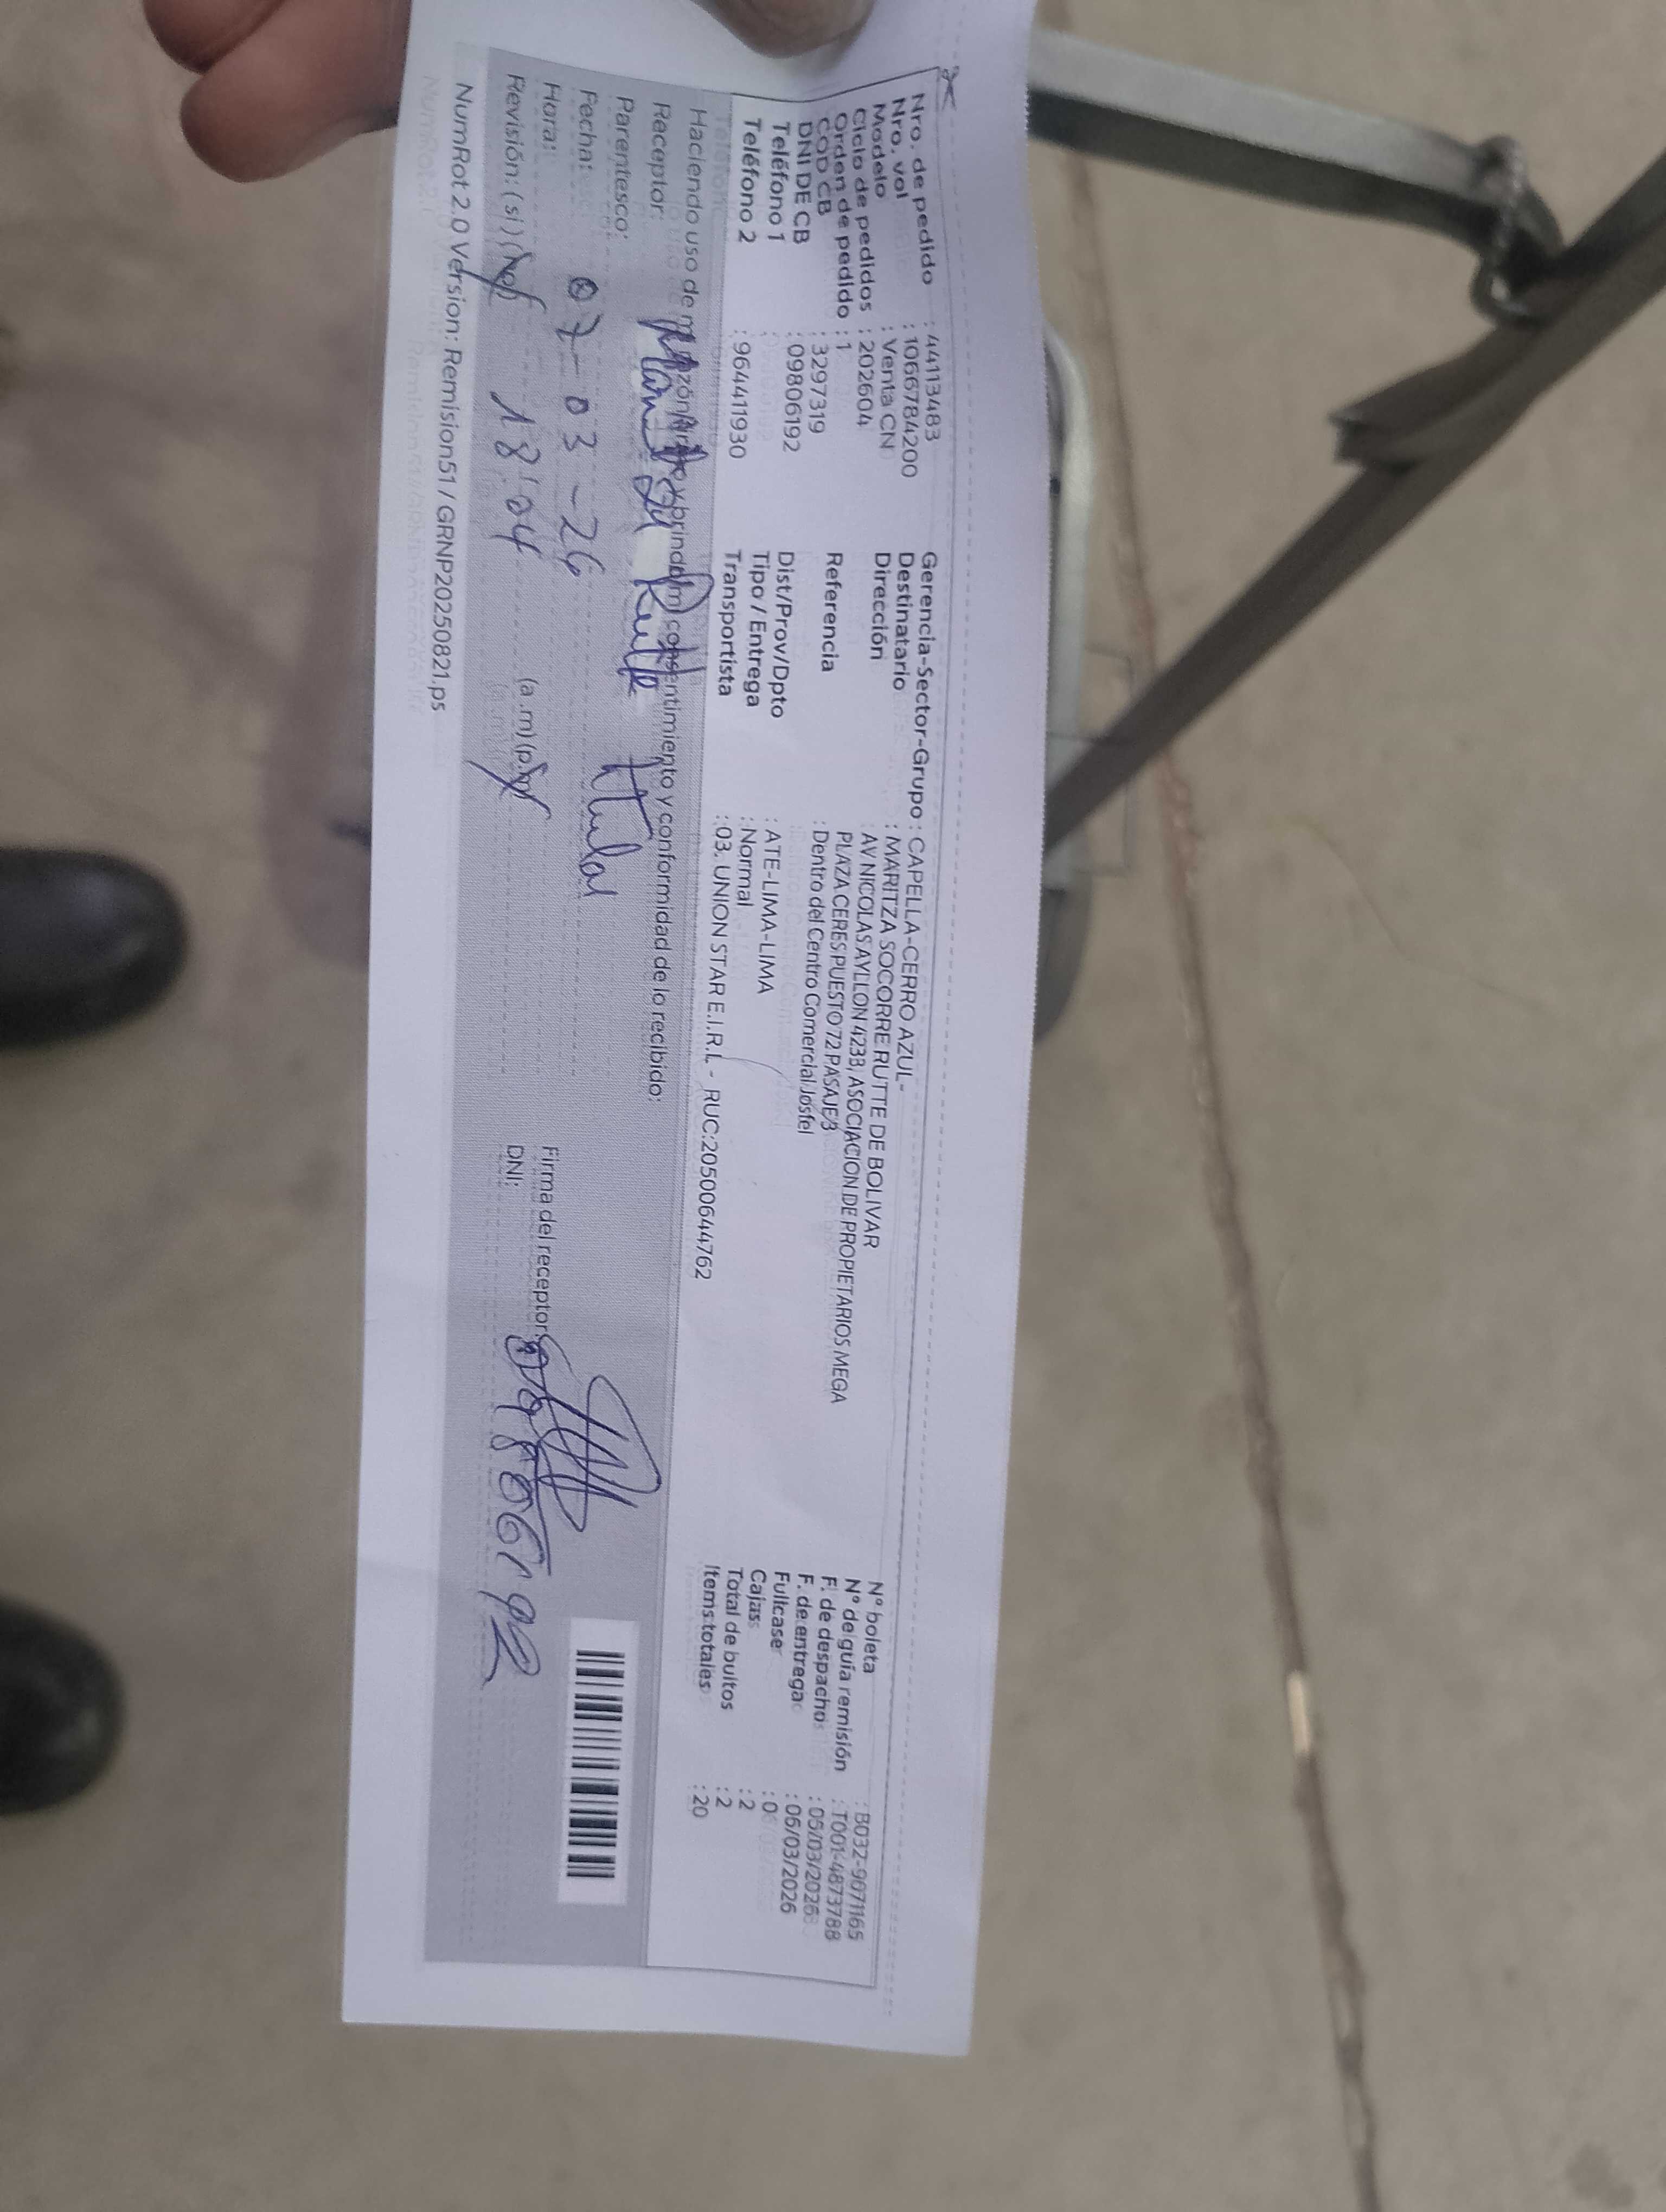 Nro. de pedido : 44113483
Nro. vol : 1066784200
Modelo : Venta CN
Ciclo de pedidos : 202604
Orden de pedido : 1
COD CB : 3297319
DNI DE CB : 09806192
Teléfono 1 :
Teléfono 2 : 964411930
Gerencia-Sector-Grupo : CAPELLA-CERRO AZUL-
Destinatario : MARITZA SOCORRE RUTTE DE BOLIVAR
Dirección : AV NICOLAS AYLLON 423B, ASOCIACION DE PROPIETARIOS MEGA
PLAZA CERES PUESTO 72 PASAJE 3
Referencia : Dentro del Centro Comercial Josfel
Dist/Prov/Dpto : ATE-LIMA-LIMA
Tipo / Entrega : Normal
Transportista : 03. UNION STAR E.I.R.L - RUC:20500644762
N° boleta : B032-9671165
N° de guía remisión : T001-4873788
F. de despacho : 05/03/2026
F. de entrega : 06/03/2026
Fullcase : 0
Cajas : 2
Total de bultos : 2
Items totales : 20
Haciendo uso de mi razón y brindo mi consentimiento y conformidad de lo recibido:
Receptor: Rutte
Parentesco: titular
Fecha: 07-03-26
Hora: 18:04 (a.m) (p.m)
Revisión: (si) (no)
Firma del receptor:
DNI: 09806192
NumRot 2.0 Version: Remision51 / GRNP20250821.ps